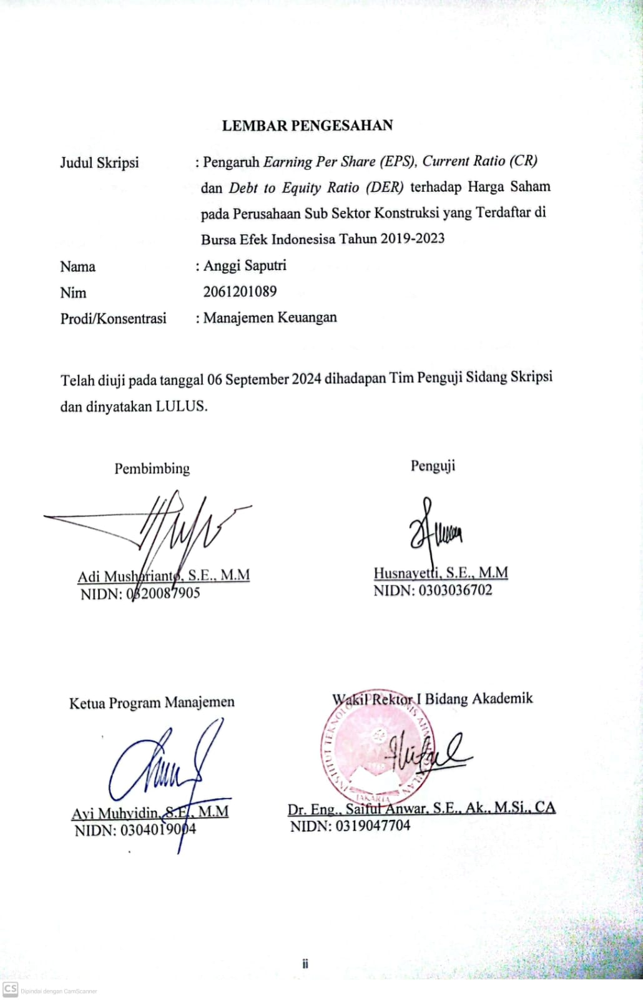 LEMBAR PENGESAHAN
Judul Skripsi : Pengaruh Earning Per Share (EPS), Current Ratio (CR)
dan Debt to Equity Ratio (DER) terhadap Harga Saham
pada Perusahaan Sub Sektor Konstruksi yang Terdaftar di
Bursa Efek Indonesisa Tahun 2019-2023
Nama : Anggi Saputri
Nim 2061201089
Prodi/Konsentrasi : Manajemen Keuangan
Telah diuji pada tanggal 06 September 2024 dihadapan Tim Penguji Sidang Skripsi
dan dinyatakan LULUS.
Pembimbing Penguji
Adi Musharianto, S.E., M.M Husnayetti, S.E., M.M
NIDN: 0320087905 NIDN: 0303036702
Ketua Program Manajemen Wakil Rektor I Bidang Akademik
INSTITUT TEKNOLOGI
1968
JAKARTA
Ayi Muhyidin, S.E., M.M Dr. Eng., Saiful Anwar, S.E., Ak., M.Si., CA
NIDN: 0304019004 NIDN: 0319047704
ii
CS Dipindai dengan CamScanner